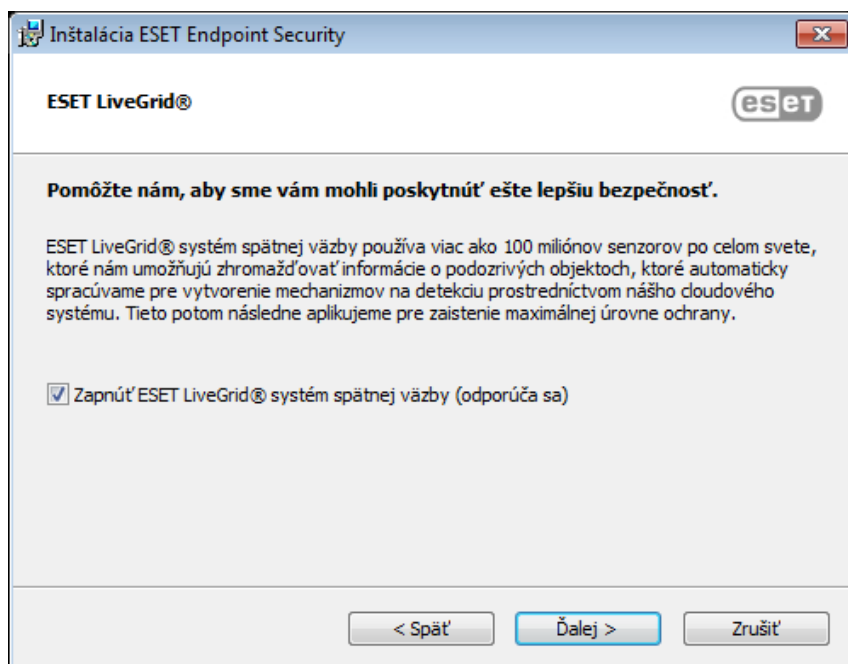 Inštalácia ESET Endpoint Security
ESET LiveGrid®
eseT
Pomôžte nám, aby sme vám mohli poskytnúť ešte lepšiu bezpečnosť.
ESET LiveGrid® systém spätnej väzby používa viac ako 100 miliónov senzorov po celom svete,
ktoré nám umožňujú zhromažďovať informácie o podozrivých objektoch, ktoré automaticky
spracúvame pre vytvorenie mechanizmov na detekciu prostredníctvom nášho cloudového
systému. Tieto potom následne aplikujeme pre zaistenie maximálnej úrovne ochrany.
Zapnúť ESET LiveGrid® systém spätnej väzby (odporúča sa)
< Späť
Ďalej >
Zrušiť